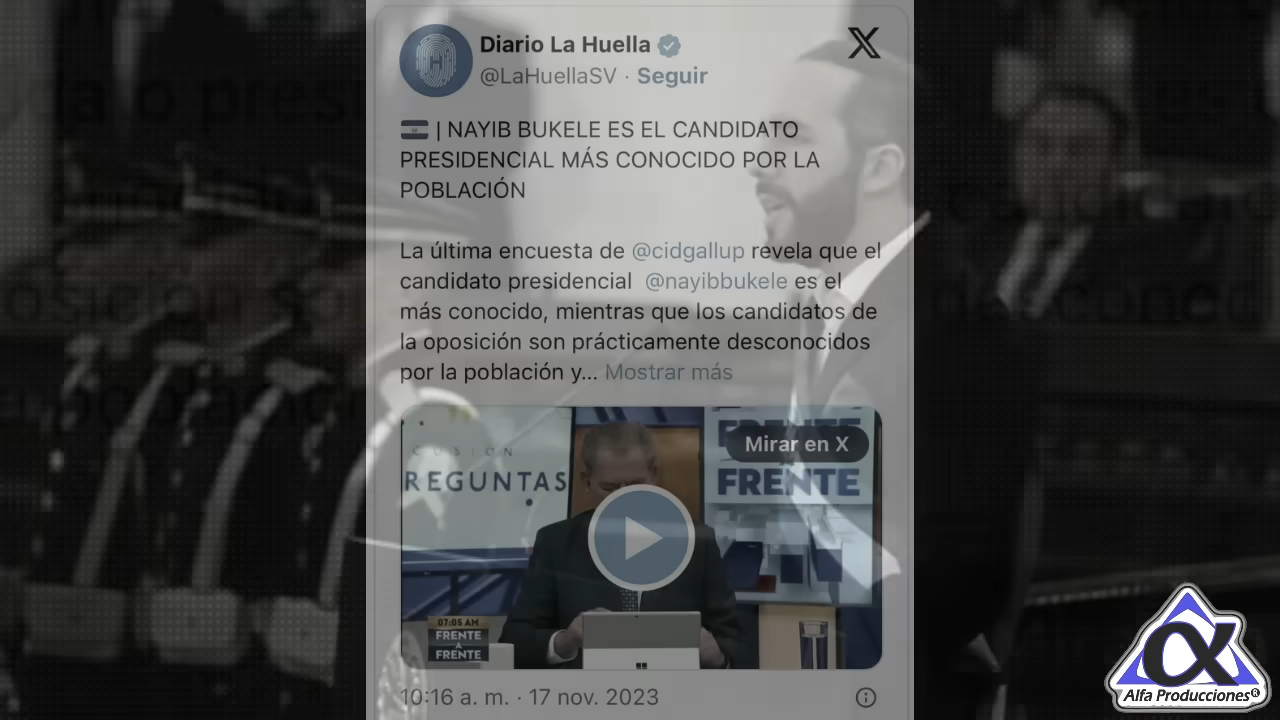 Diario La Huella
@LaHuellaSV · Seguir
🇸🇻 | NAYIB BUKELE ES EL CANDIDATO
PRESIDENCIAL MÁS CONOCIDO POR LA
POBLACIÓN
La última encuesta de @cidgallup revela que el
candidato presidencial @nayibbukele es el
más conocido, mientras que los candidatos de
la oposición son prácticamente desconocidos
por la población y... Mostrar más
Mirar en X
REGUNTAS
FRENTE
FRENTE
07:05 AM
FRENTE
A
FRENTE
10:16 a. m. · 17 nov. 2023
Alfa Producciones®